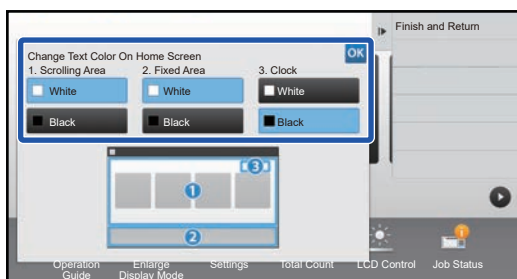 Finish and Return
OK
Change Text Color On Home Screen
1. Scrolling Area 2. Fixed Area 3. Clock
White White White
Black Black Black
3
1
2
Operation Guide Enlarge Display Mode Settings Total Count LCD Control Job Status